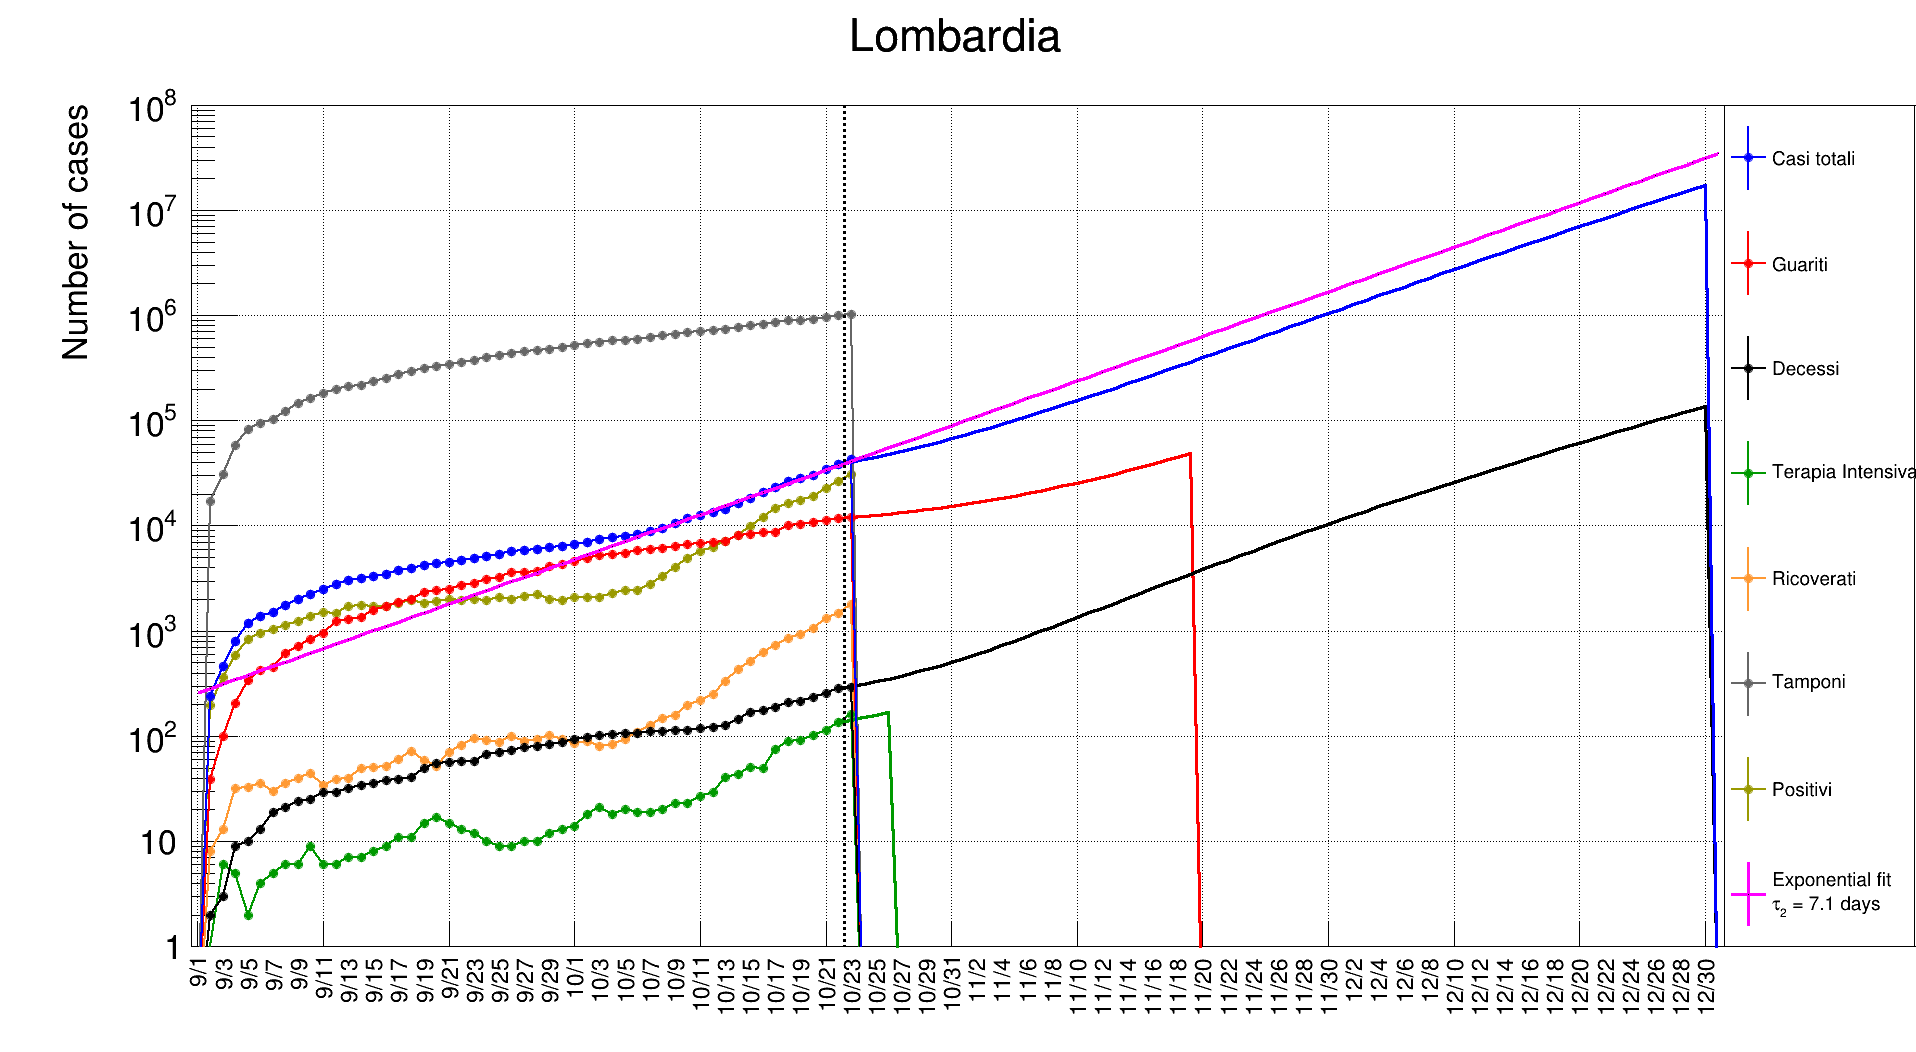 Lombardia
Number of cases
10^8
10^7
10^6
10^5
10^4
10^3
10^2
10
1
9/1 9/3 9/5 9/7 9/9 9/11 9/13 9/15 9/17 9/19 9/21 9/23 9/25 9/27 9/29 10/1 10/3 10/5 10/7 10/9 10/11 10/13 10/15 10/17 10/19 10/21 10/23 10/25 10/27 10/29 10/31 11/2 11/4 11/6 11/8 11/10 11/12 11/14 11/16 11/18 11/20 11/22 11/24 11/26 11/28 11/30 12/2 12/4 12/6 12/8 12/10 12/12 12/14 12/16 12/18 12/20 12/22 12/24 12/26 12/28 12/30
Casi totali
Guariti
Decessi
Terapia Intensiva
Ricoverati
Tamponi
Positivi
Exponential fit
τ₂ = 7.1 days